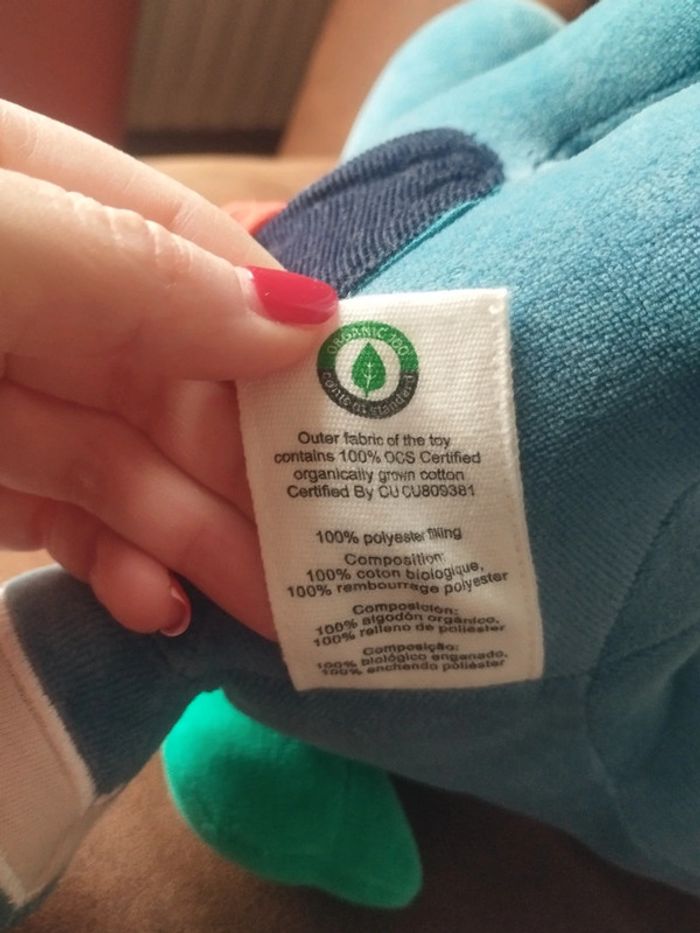 ORGANIC 100
content standard
Outer fabric of the toy
contains 100% OCS Certified
organically grown cotton
Certified By CU CU809381
100% polyester filling
Composition:
100% coton biologique,
100% rembourrage polyester
Composición:
100% algodón orgánico,
100% relleno de poliéster
Composição:
100% biológico
100% enchendo poliéster